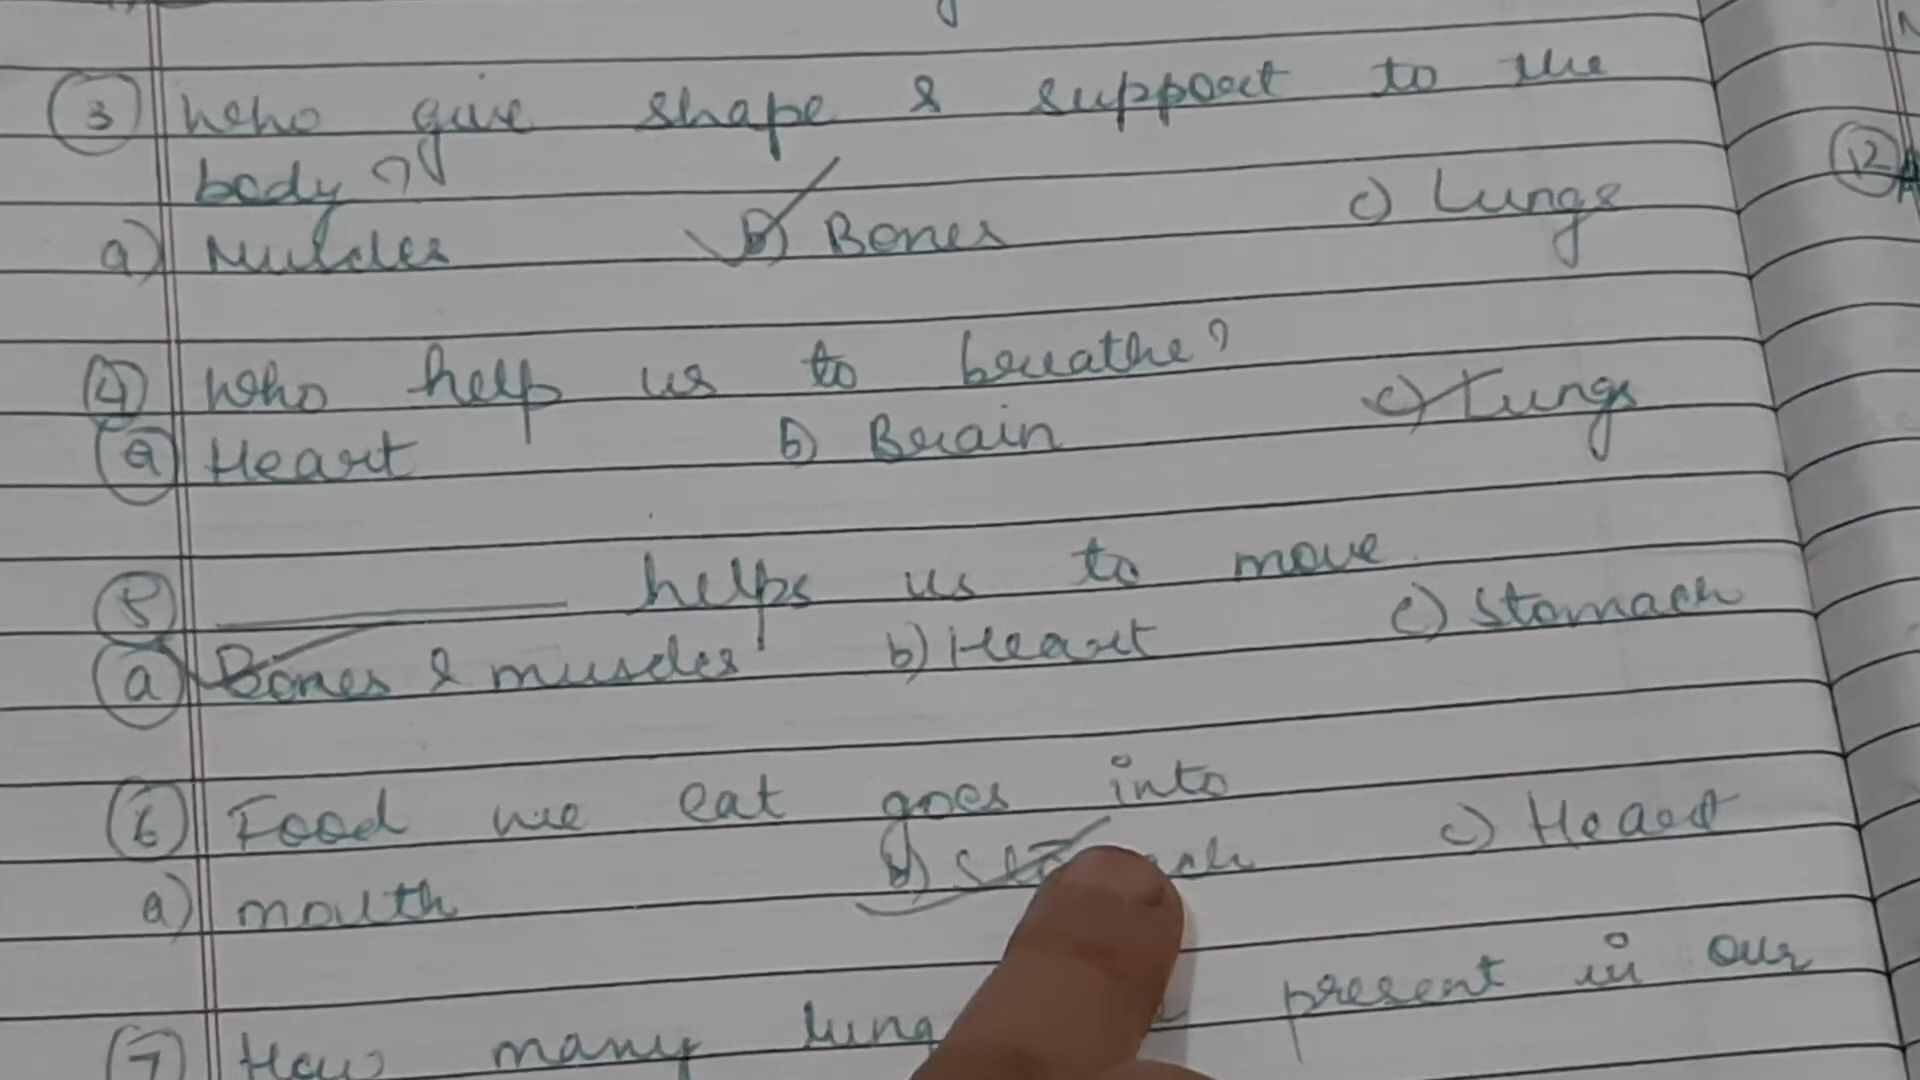 3 Who give shape & support to the
body?
a) Muscles b) Bones c) Lungs
4 Who help us to breathe?
a Heart b) Brain c) Lungs
5 ________ helps us to move
a Bones & muscles b) Heart c) Stomach
6 Food we eat goes into
a) mouth b) c) Heart
7 How many present in our
12